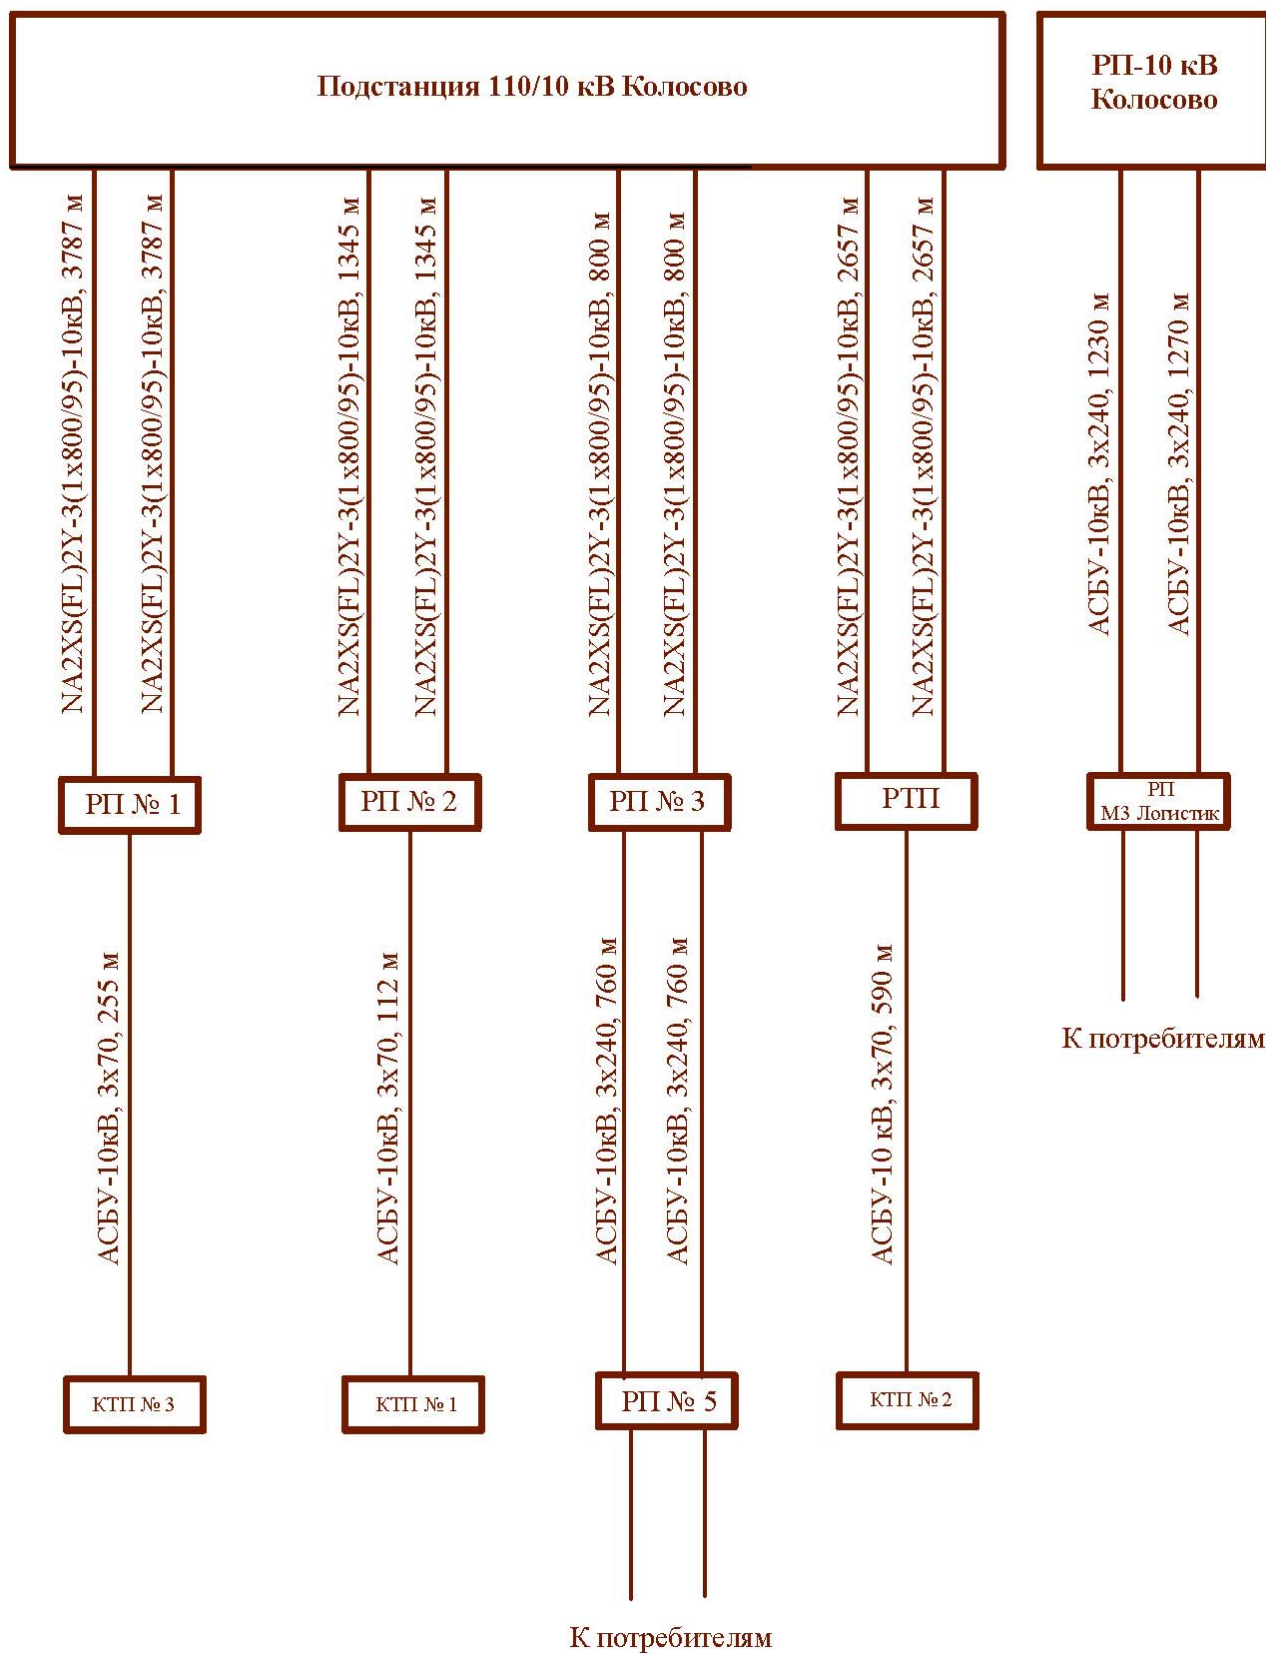 Подстанция 110/10 кВ Колосово
РП-10 кВ
Колосово
NA2XS(FL)2Y-3(1x800/95)-10кВ, 3787 м
NA2XS(FL)2Y-3(1x800/95)-10кВ, 3787 м
NA2XS(FL)2Y-3(1x800/95)-10кВ, 1345 м
NA2XS(FL)2Y-3(1x800/95)-10кВ, 1345 м
NA2XS(FL)2Y-3(1x800/95)-10кВ, 800 м
NA2XS(FL)2Y-3(1x800/95)-10кВ, 800 м
NA2XS(FL)2Y-3(1x800/95)-10кВ, 2657 м
NA2XS(FL)2Y-3(1x800/95)-10кВ, 2657 м
АСБУ-10кВ, 3х240, 1230 м
АСБУ-10кВ, 3х240, 1270 м
РП № 1
РП № 2
РП № 3
РТП
РП
МЗ Логистик
АСБУ-10кВ, 3х70, 255 м
АСБУ-10кВ, 3х70, 112 м
АСБУ-10кВ, 3х240, 760 м
АСБУ-10кВ, 3х240, 760 м
АСБУ-10 кВ, 3х70, 590 м
К потребителям
КТП № 3
КТП № 1
РП № 5
КТП № 2
К потребителям